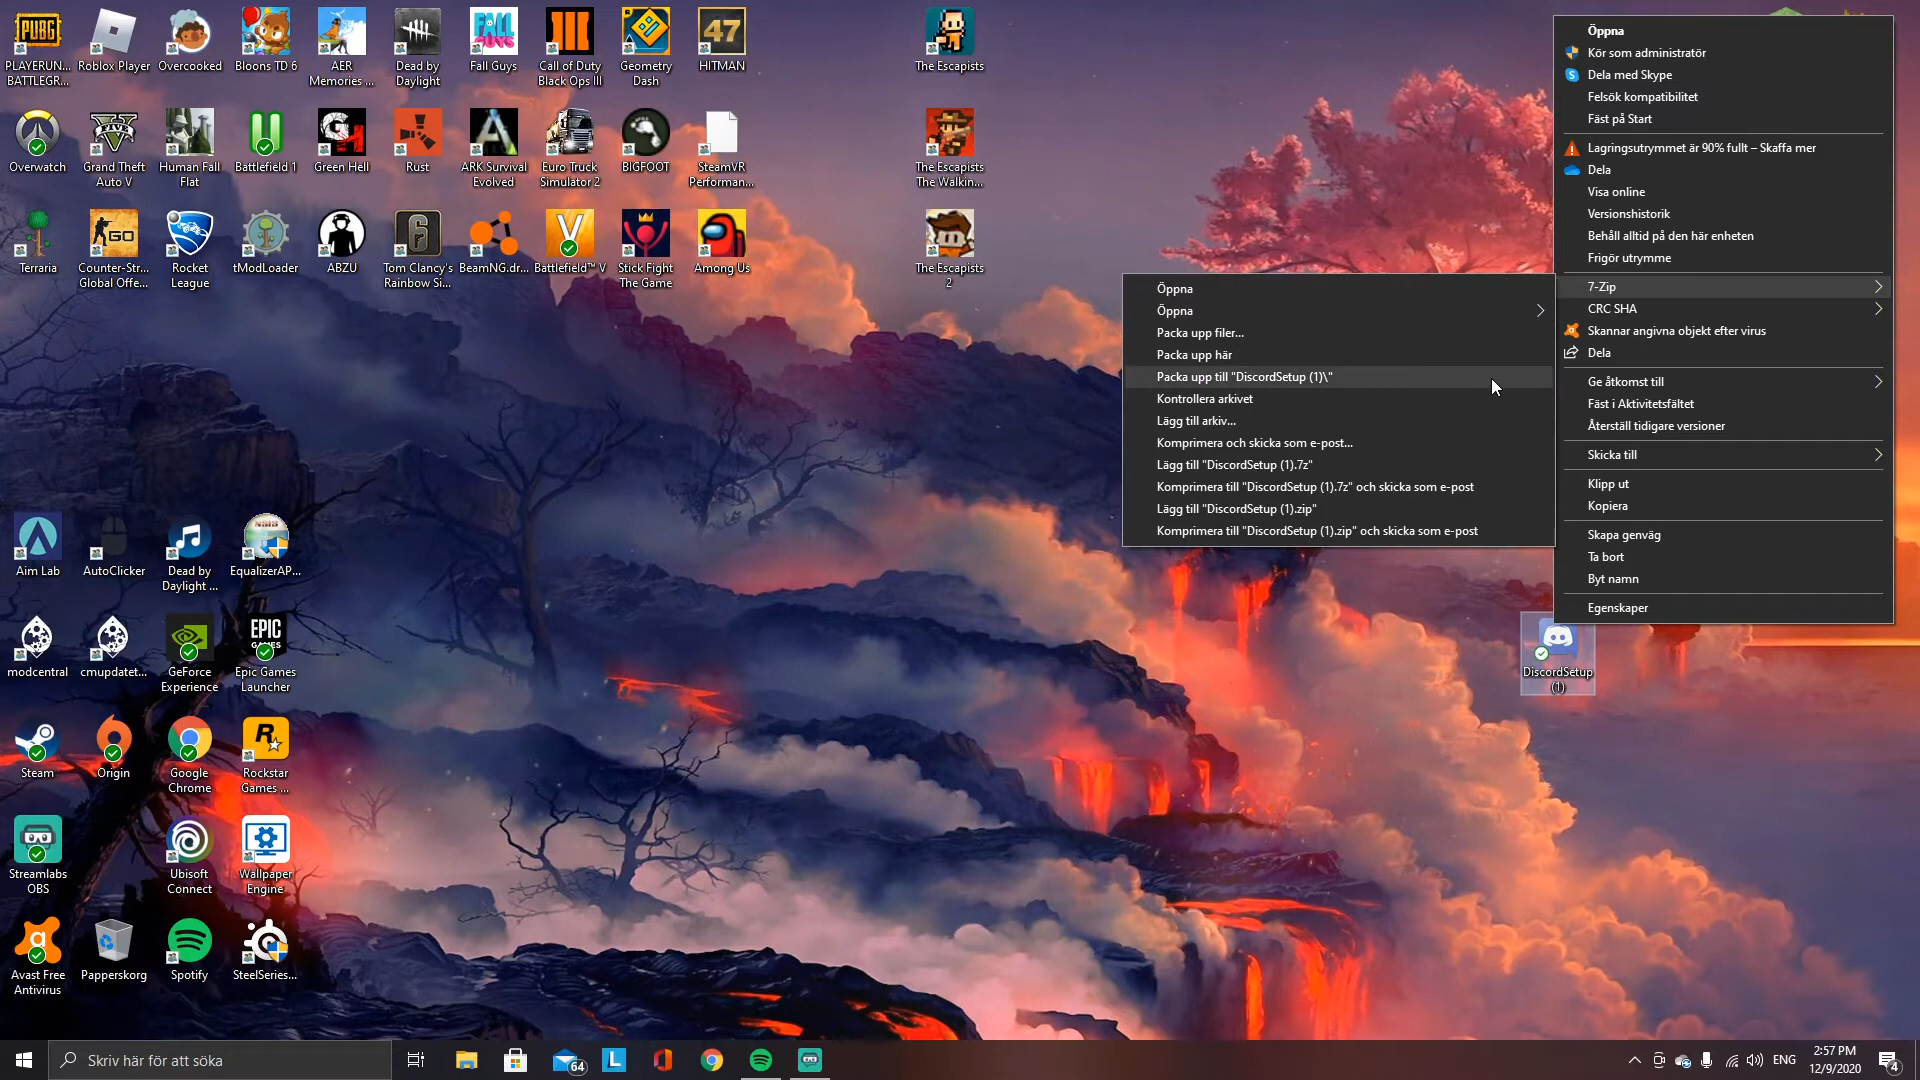 PLAYERUN...
BATTLEGR...
Roblox Player
Overcooked
Bloons TD 6
AER
Memories ...
Dead by
Daylight
Fall Guys
Call of Duty
Black Ops III
Geometry
Dash
HITMAN
The Escapists
Overwatch
Grand Theft
Auto V
Human Fall
Flat
Battlefield 1
Green Hell
Rust
ARK Survival
Evolved
Euro Truck
Simulator 2
BIGFOOT
SteamVR
Performan...
The Escapists
The Walkin...
Terraria
Counter-Str...
Global Offe...
Rocket
League
tModLoader
ABZU
Tom Clancy's
Rainbow Si...
BeamNG.dr...
Battlefield™ V
Stick Fight
The Game
Among Us
The Escapists
2
Aim Lab
AutoClicker
Dead by
Daylight ...
EqualizerAP...
modcentral
cmupdatet...
GeForce
Experience
Epic Games
Launcher
Steam
Origin
Google
Chrome
Rockstar
Games ...
Streamlabs
OBS
Ubisoft
Connect
Wallpaper
Engine
Avast Free
Antivirus
Papperskorg
Spotify
SteelSeries...
DiscordSetup
(1)
PUBG
FALL
GUYS
47
FIVE
GO
EPIC
GAMES
Öppna
Kör som administratör
Dela med Skype
Felsök kompatibilitet
Fäst på Start
Lagringsutrymmet är 90% fullt – Skaffa mer
Dela
Visa online
Versionshistorik
Behåll alltid på den här enheten
Frigör utrymme
7-Zip
CRC SHA
Skannar angivna objekt efter virus
Dela
Ge åtkomst till
Fäst i Aktivitetsfältet
Återställ tidigare versioner
Skicka till
Klipp ut
Kopiera
Skapa genväg
Ta bort
Byt namn
Egenskaper
Öppna
Öppna
Packa upp filer...
Packa upp här
Packa upp till "DiscordSetup (1)\"
Kontrollera arkivet
Lägg till arkiv...
Komprimera och skicka som e-post...
Lägg till "DiscordSetup (1).7z"
Komprimera till "DiscordSetup (1).7z" och skicka som e-post
Lägg till "DiscordSetup (1).zip"
Komprimera till "DiscordSetup (1).zip" och skicka som e-post
Skriv här för att söka
64
L
ENG
2:57 PM
12/9/2020
4